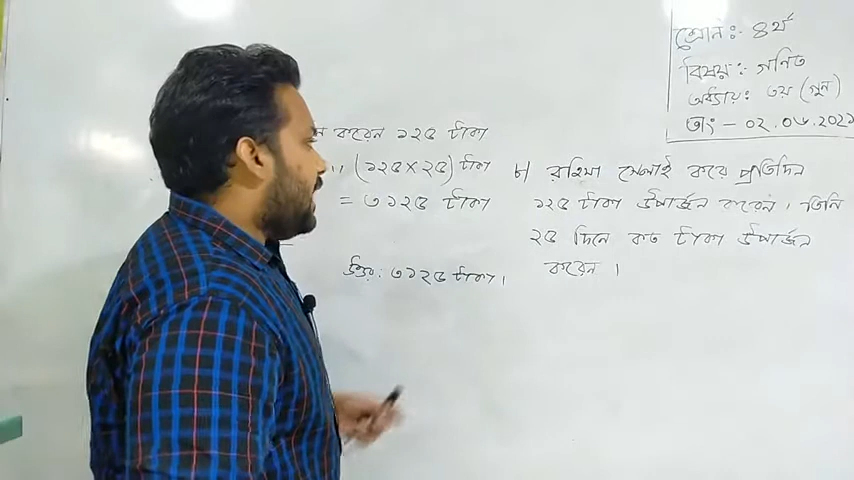 শ্রেনি :- ৪র্থ
বিষয় :- গণিত
অধ্যায়: ৩য় (গুন)
তাং - ০২.০৬.২০২১
৮। রহিমা সেলাই করে প্রতিদিন
১২৫ টাকা উপার্জন করেন। তিনি
২৫ দিনে কত টাকা উপার্জন
করেন।
ন করেন ১২৫ টাকা
,, (১২৫×২৫) টাকা
= ৩১২৫ টাকা
উত্তর: ৩১২৫ টাকা।